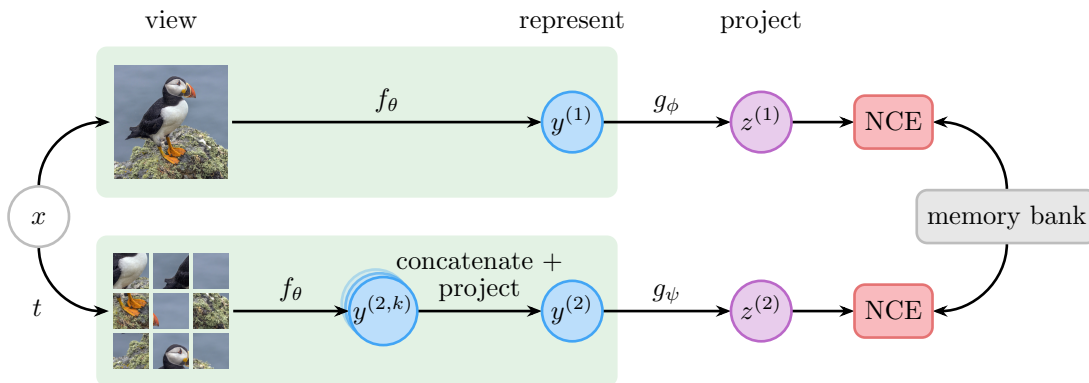 view represent project
f_θ y^(1) g_ϕ z^(1) NCE
x memory bank
t f_θ y^(2,k) concatenate + project y^(2) g_ψ z^(2) NCE